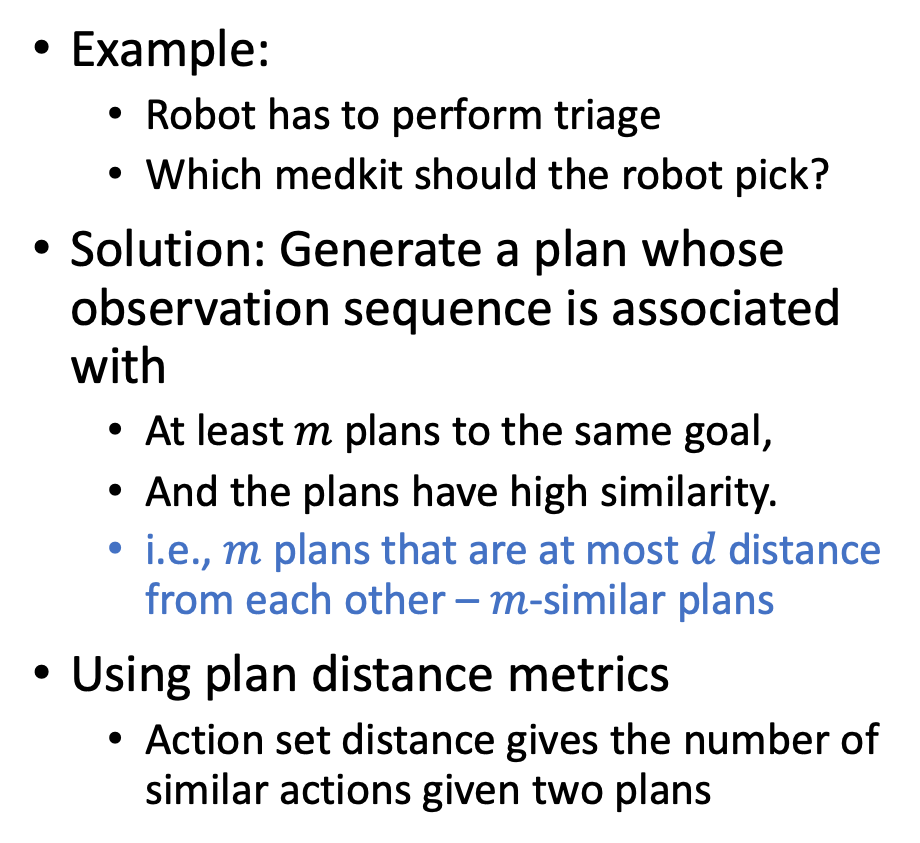 • Example:
• Robot has to perform triage
• Which medkit should the robot pick?
• Solution: Generate a plan whose
observation sequence is associated
with
• At least m plans to the same goal,
• And the plans have high similarity.
• i.e., m plans that are at most d distance
from each other – m-similar plans
• Using plan distance metrics
• Action set distance gives the number of
similar actions given two plans